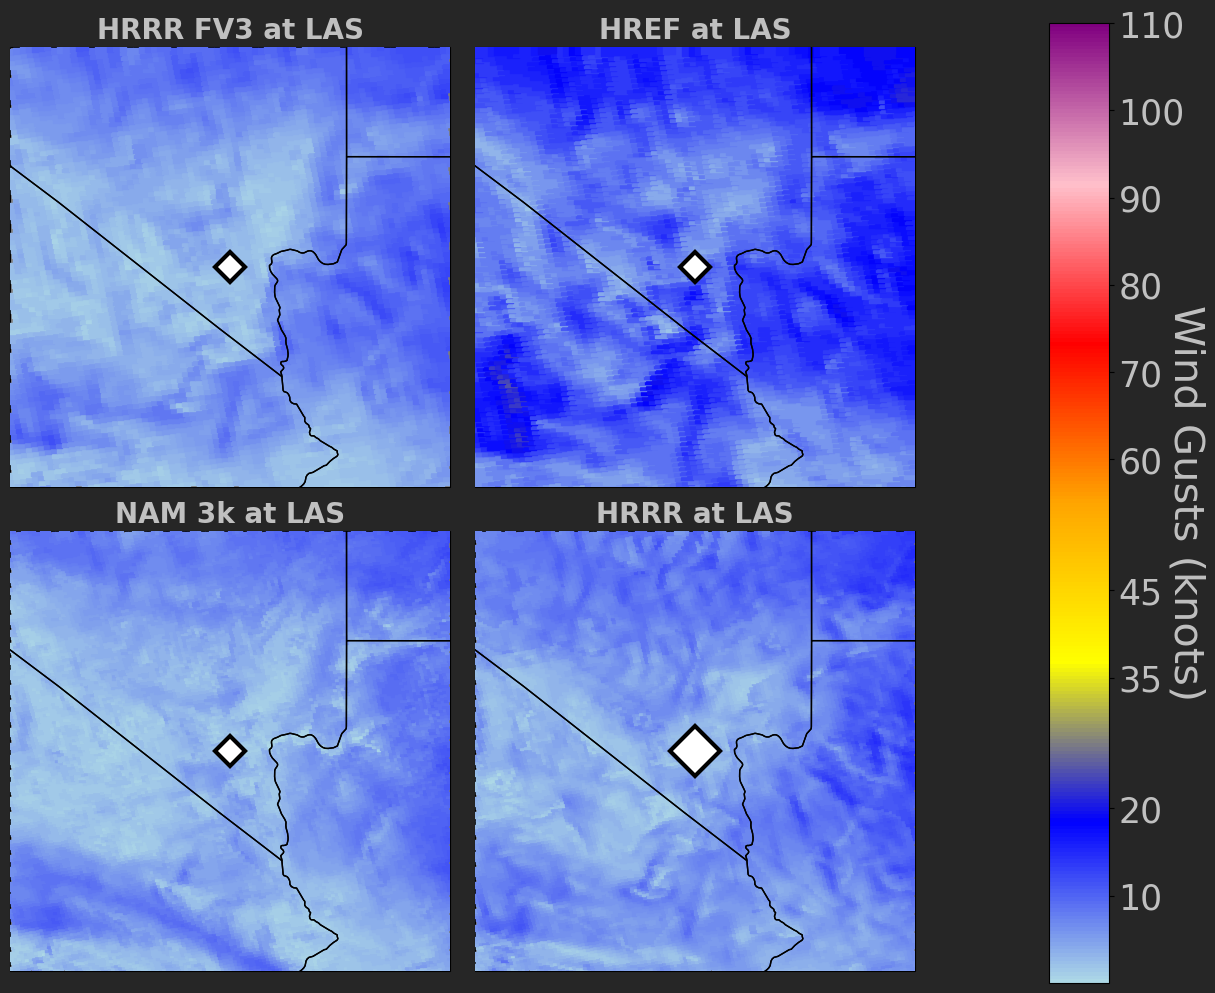 HRRR FV3 at LAS
HREF at LAS
NAM 3k at LAS
HRRR at LAS
110
100
90
80
70
60
45
35
20
10
Wind Gusts (knots)